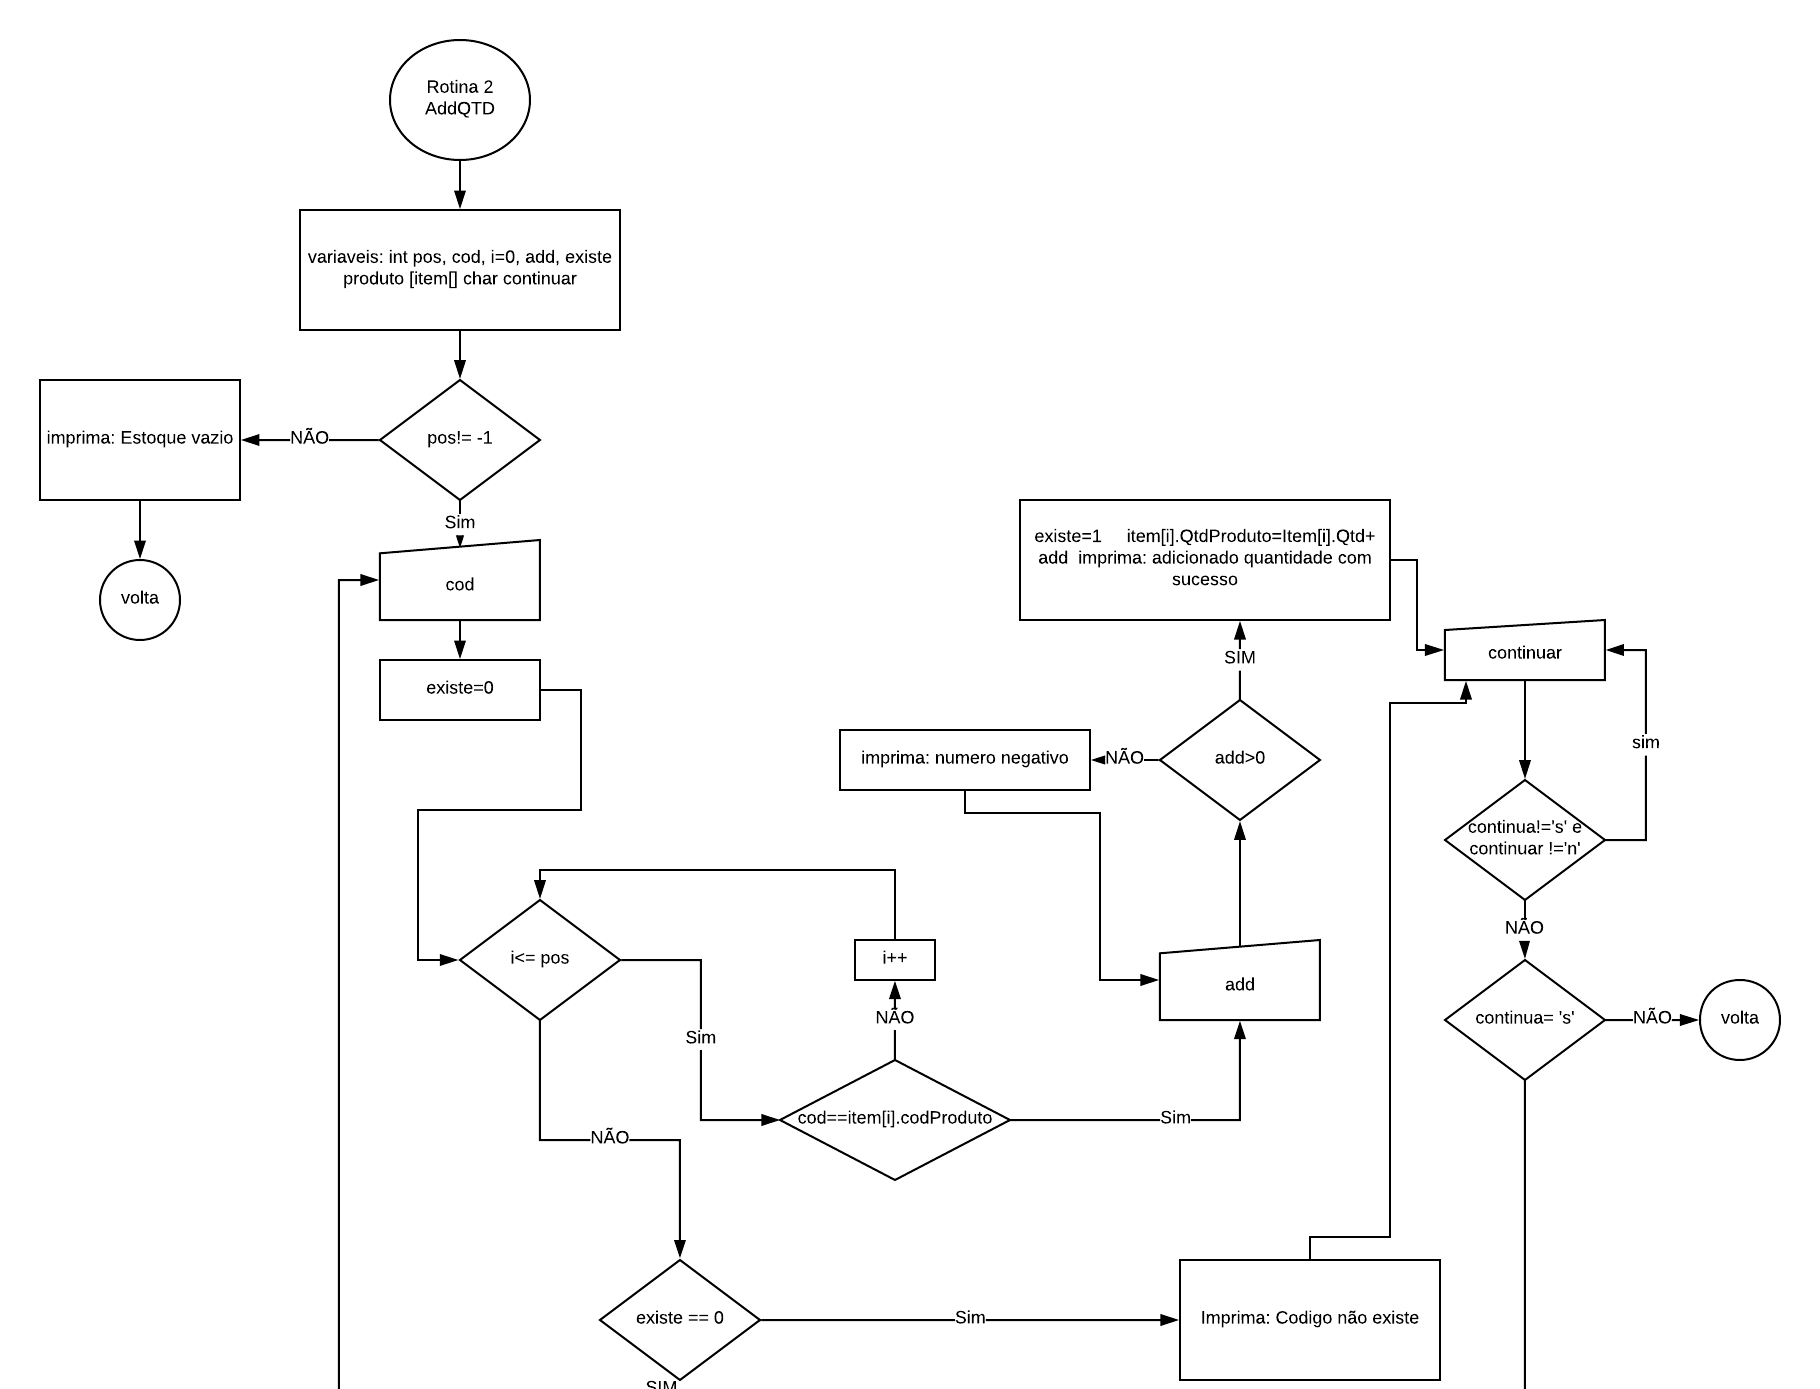 Rotina 2
AddQTD
variaveis: int pos, cod, i=0, add, existe
produto [item[] char continuar
imprima: Estoque vazio
NÃO
pos!= -1
Sim
volta
cod
existe=0
existe=1 item[i].QtdProduto=Item[i].Qtd+
add imprima: adicionado quantidade com
sucesso
continuar
SIM
sim
imprima: numero negativo
NÃO
add>0
continua!='s' e
continuar !='n'
NÃO
i<= pos
i++
add
NÃO
Sim
continua= 's'
NÃO
volta
cod==item[i].codProduto
Sim
NÃO
existe == 0
Sim
Imprima: Codigo não existe
SIM